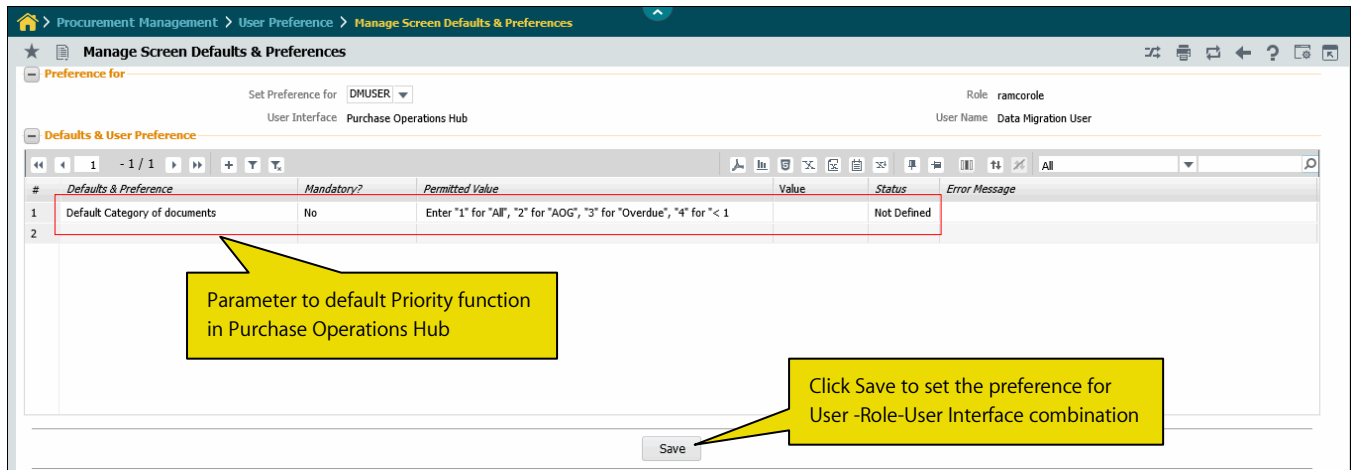 Procurement Management > User Preference > Manage Screen Defaults & Preferences
Manage Screen Defaults & Preferences
Preference for
Set Preference for DMUSER Role ramcorole
User Interface Purchase Operations Hub User Name Data Migration User
Defaults & User Preference
1 - 1 / 1 All
# Defaults & Preference Mandatory? Permitted Value Value Status Error Message
1 Default Category of documents No Enter "1" for "All", "2" for "AOG", "3" for "Overdue", "4" for "< 1 Not Defined
2
Parameter to default Priority function
in Purchase Operations Hub
Click Save to set the preference for
User -Role-User Interface combination
Save